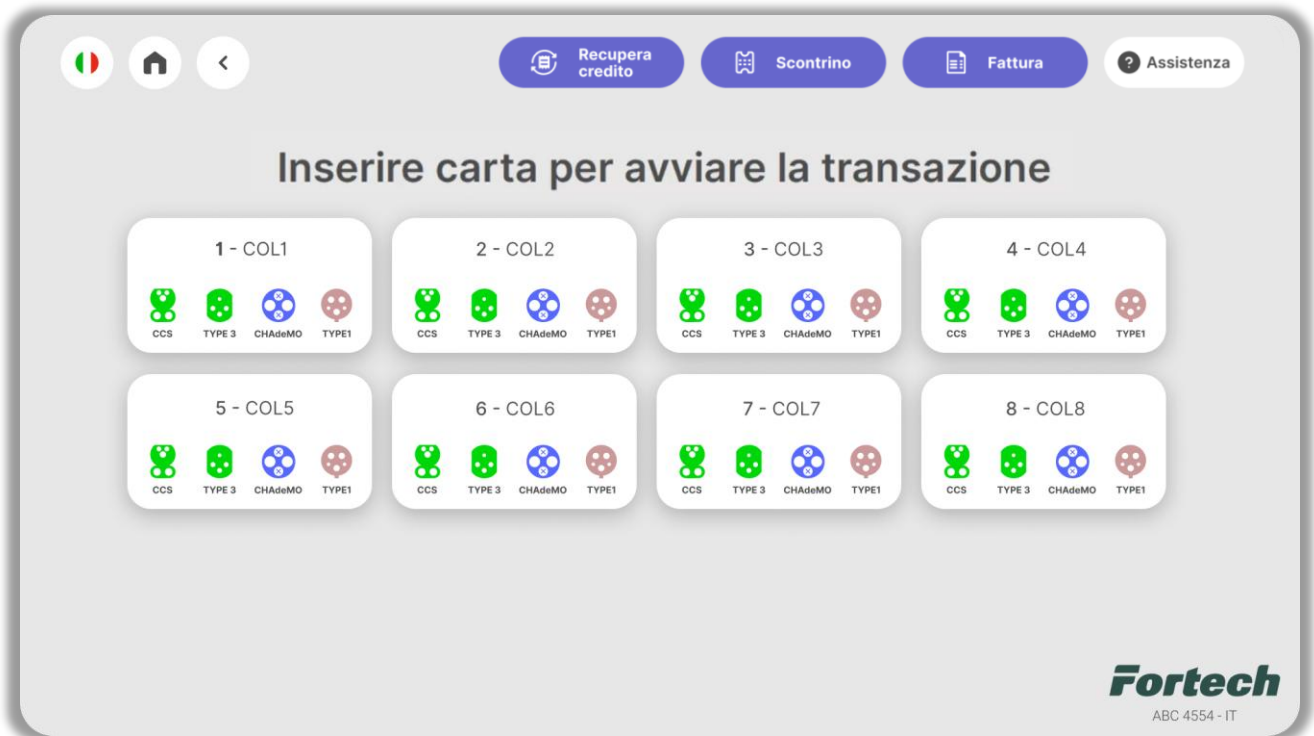 Recupera
credito
Scontrino
Fattura
? Assistenza
Inserire carta per avviare la transazione
1 - COL1
CCS TYPE 3 CHAdeMO TYPE1
2 - COL2
CCS TYPE 3 CHAdeMO TYPE1
3 - COL3
CCS TYPE 3 CHAdeMO TYPE1
4 - COL4
CCS TYPE 3 CHAdeMO TYPE1
5 - COL5
CCS TYPE 3 CHAdeMO TYPE1
6 - COL6
CCS TYPE 3 CHAdeMO TYPE1
7 - COL7
CCS TYPE 3 CHAdeMO TYPE1
8 - COL8
CCS TYPE 3 CHAdeMO TYPE1
Fortech
ABC 4554 - IT